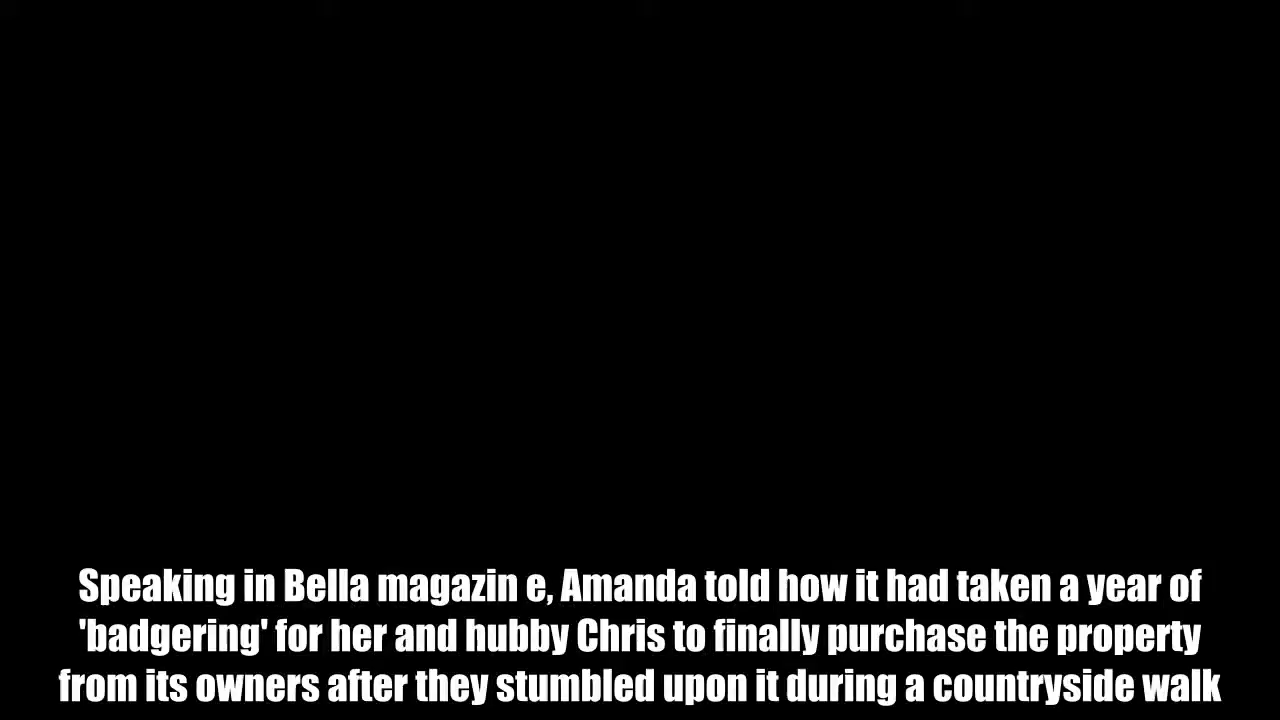 Speaking in Bella magazin e, Amanda told how it had taken a year of
'badgering' for her and hubby Chris to finally purchase the property
from its owners after they stumbled upon it during a countryside walk